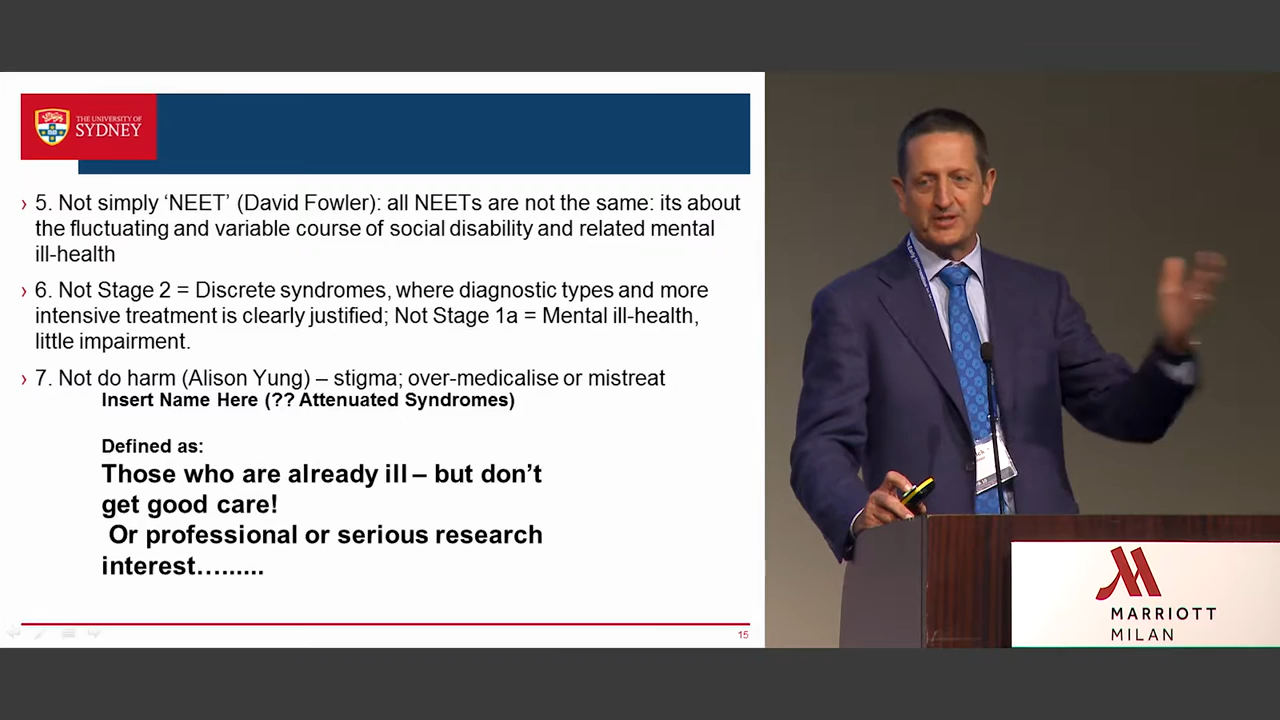 THE UNIVERSITY OF
SYDNEY
› 5. Not simply ‘NEET’ (David Fowler): all NEETs are not the same: its about
the fluctuating and variable course of social disability and related mental
ill-health
› 6. Not Stage 2 = Discrete syndromes, where diagnostic types and more
intensive treatment is clearly justified; Not Stage 1a = Mental ill-health,
little impairment.
› 7. Not do harm (Alison Yung) – stigma; over-medicalise or mistreat
Insert Name Here (?? Attenuated Syndromes)
Defined as:
Those who are already ill – but don’t
get good care!
Or professional or serious research
interest…......
15
MARRIOTT
MILAN